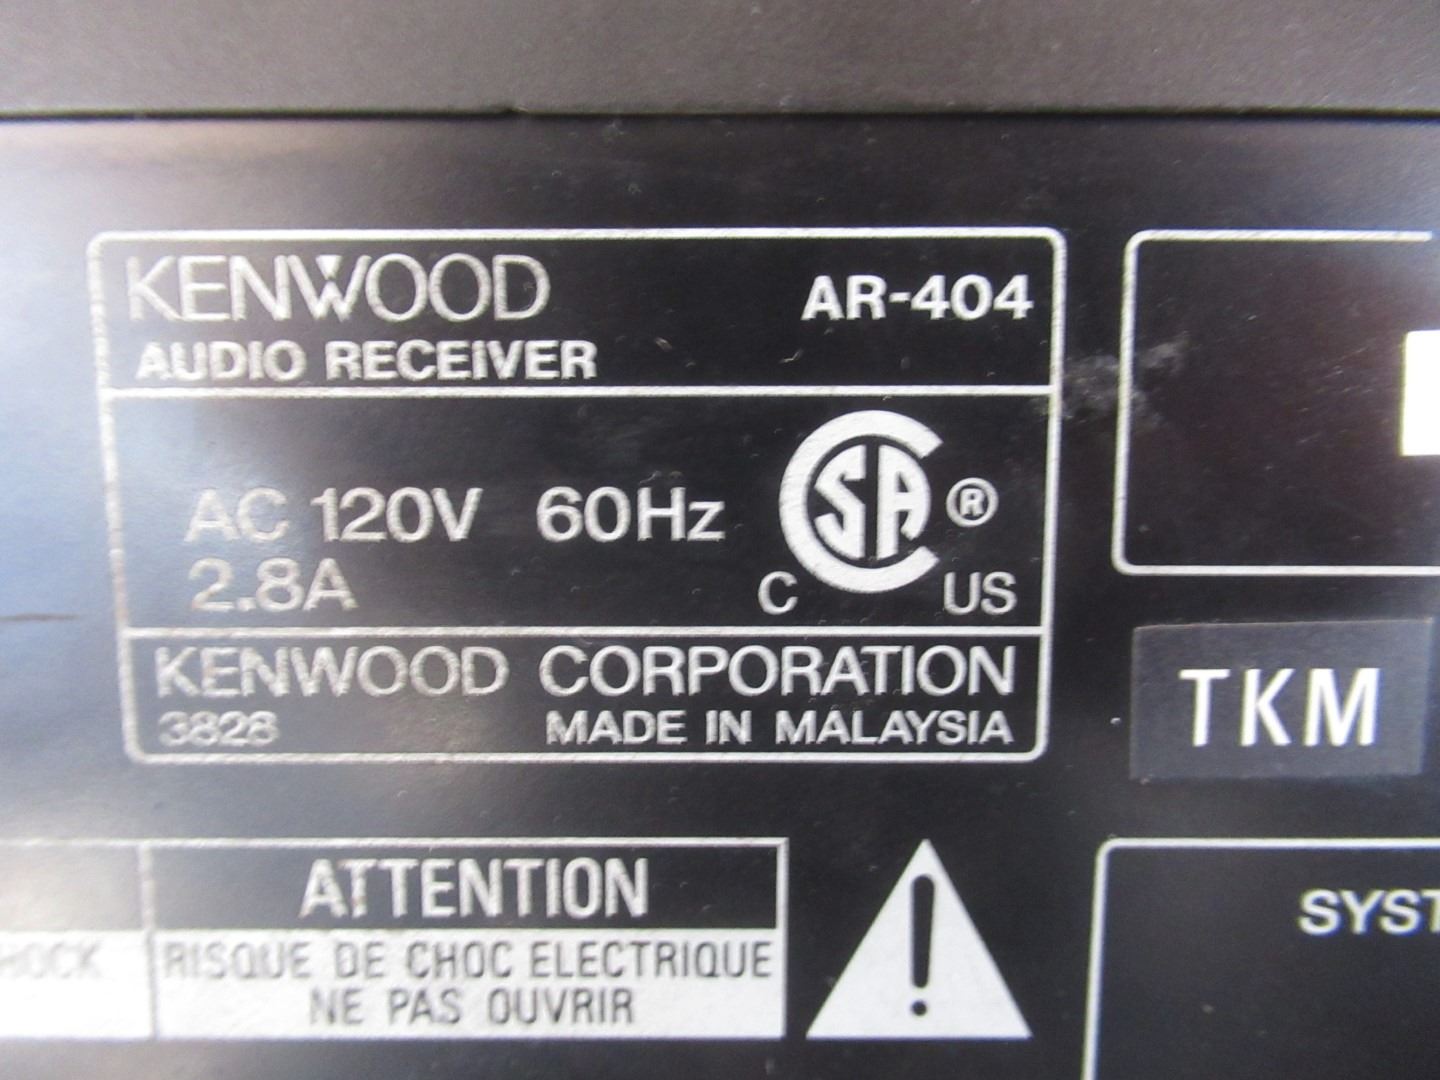 KENWOOD AR-404
AUDIO RECEIVER
AC 120V 60Hz
2.8A
CSA ®
C US
KENWOOD CORPORATION
3828 MADE IN MALAYSIA
TKM
ATTENTION
HOCK
RISQUE DE CHOC ELECTRIQUE
NE PAS OUVRIR
!
SYST